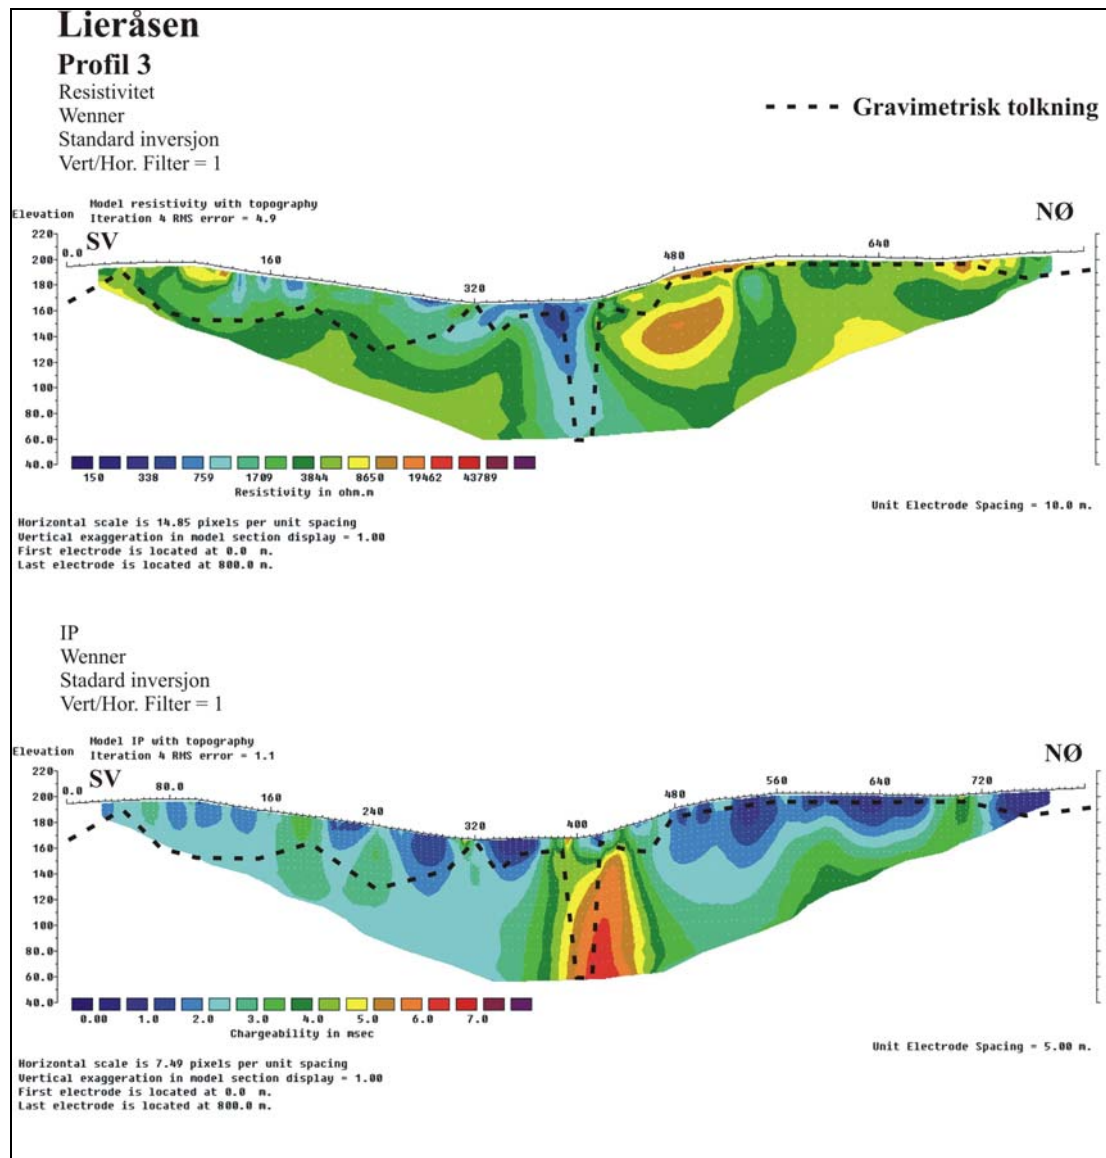 Lieråsen
Profil 3
Resistivitet
Wenner
Standard inversjon
Vert/Hor. Filter = 1
Gravimetrisk tolkning
Model resistivity with topography
Elevation Iteration 4 RMS error = 4.9
SV
NØ
220
200
180
160
140
120
100
80.0
60.0
40.0
0.0 160 320 480 640
150 338 759 1709 3844 8650 19462 43789
Resistivity in ohm.m
Unit Electrode Spacing = 10.0 m.
Horizontal scale is 14.85 pixels per unit spacing
Vertical exaggeration in model section display = 1.00
First electrode is located at 0.0 m.
Last electrode is located at 800.0 m.
IP
Wenner
Stadard inversjon
Vert/Hor. Filter = 1
Model IP with topography
Elevation Iteration 4 RMS error = 1.1
SV
NØ
220
200
180
160
140
120
100
80.0
60.0
40.0
0.0 80.0 160 240 320 400 480 560 640 720
0.00 1.0 2.0 3.0 4.0 5.0 6.0 7.0
Chargeability in msec
Unit Electrode Spacing = 5.00 m.
Horizontal scale is 7.49 pixels per unit spacing
Vertical exaggeration in model section display = 1.00
First electrode is located at 0.0 m.
Last electrode is located at 800.0 m.